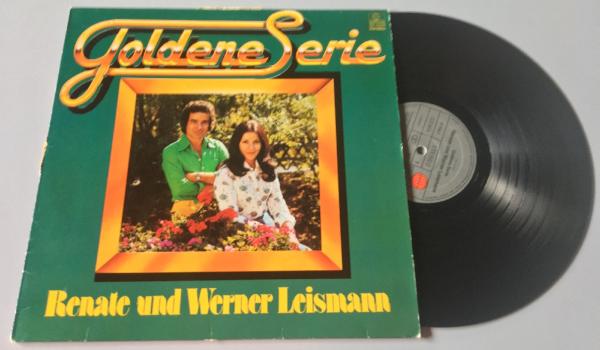 Goldene Serie
Renate und Werner Leismann